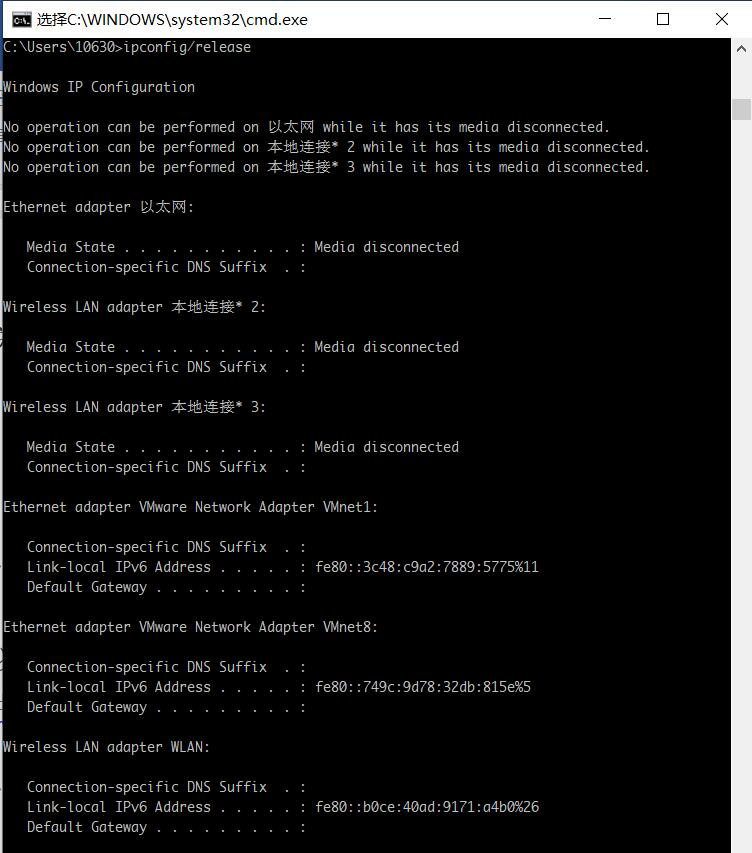 选择C:\WINDOWS\system32\cmd.exe
C:\Users\10630>ipconfig/release
Windows IP Configuration
No operation can be performed on 以太网 while it has its media disconnected.
No operation can be performed on 本地连接* 2 while it has its media disconnected.
No operation can be performed on 本地连接* 3 while it has its media disconnected.
Ethernet adapter 以太网:
Media State . . . . . . . . . . . : Media disconnected
Connection-specific DNS Suffix  . :
Wireless LAN adapter 本地连接* 2:
Media State . . . . . . . . . . . : Media disconnected
Connection-specific DNS Suffix  . :
Wireless LAN adapter 本地连接* 3:
Media State . . . . . . . . . . . : Media disconnected
Connection-specific DNS Suffix  . :
Ethernet adapter VMware Network Adapter VMnet1:
Connection-specific DNS Suffix  . :
Link-local IPv6 Address . . . . . : fe80::3c48:c9a2:7889:5775%11
Default Gateway . . . . . . . . . :
Ethernet adapter VMware Network Adapter VMnet8:
Connection-specific DNS Suffix  . :
Link-local IPv6 Address . . . . . : fe80::749c:9d78:32db:815e%5
Default Gateway . . . . . . . . . :
Wireless LAN adapter WLAN:
Connection-specific DNS Suffix  . :
Link-local IPv6 Address . . . . . : fe80::b0ce:40ad:9171:a4b0%26
Default Gateway . . . . . . . . . :